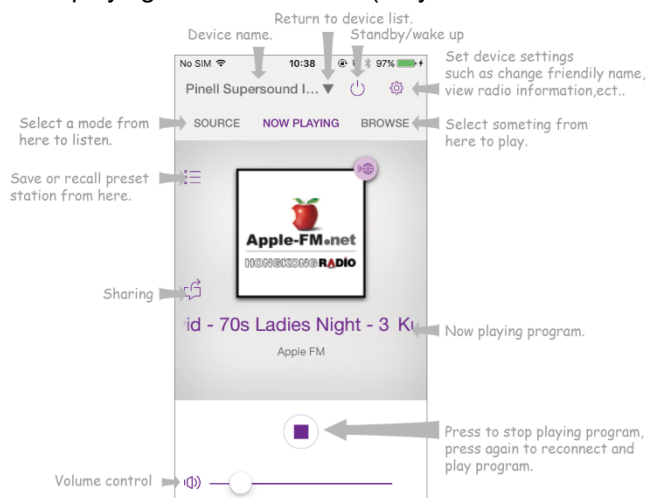 Return to device list.
Device name.
Standby/wake up
No SIM
10:38
97%
Set device settings
such as change friendily name,
view radio information,ect..
Pinell Supersound I... ▼
Select a mode from
here to listen.
SOURCE
NOW PLAYING
BROWSE
Select someting from
here to play.
Save or recall preset
station from here.
Apple-FM.net
HONGKONG RADIO
Sharing
rid - 70s Ladies Night - 3 Ku
Now playing program.
Apple FM
Press to stop playing program,
press again to reconnect and
play program.
Volume control